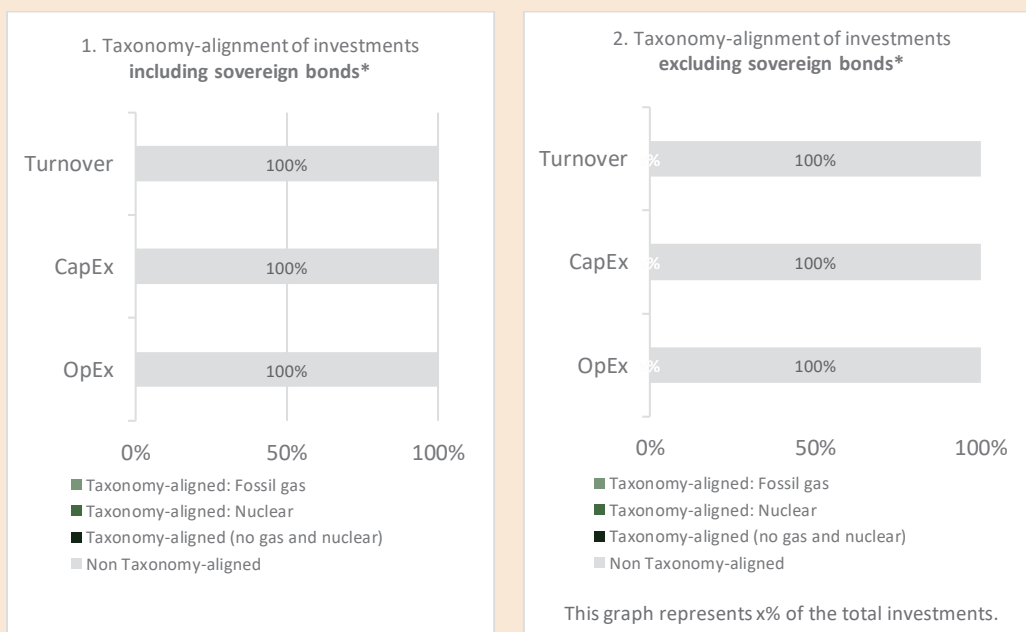 1. Taxonomy-alignment of investments
including sovereign bonds*
Turnover
100%
CapEx
100%
OpEx
100%
0%
50%
100%
Taxonomy-aligned: Fossil gas
Taxonomy-aligned: Nuclear
Taxonomy-aligned (no gas and nuclear)
Non Taxonomy-aligned
2. Taxonomy-alignment of investments
excluding sovereign bonds*
Turnover
%
100%
CapEx
%
100%
OpEx
%
100%
0%
50%
100%
Taxonomy-aligned: Fossil gas
Taxonomy-aligned: Nuclear
Taxonomy-aligned (no gas and nuclear)
Non Taxonomy-aligned
This graph represents x% of the total investments.